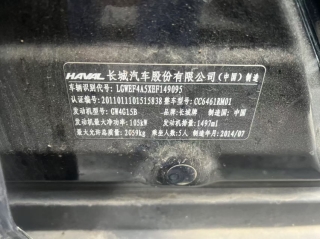 HAVAL 长城汽车股份有限公司(中国)制造
车辆识别代号: LGWEF4A5XEF149095
认证编号: 2011011101515838 整车型号: CC6461RM01
发动机型号: GW4G15B 品牌: 长城牌 制造国: 中国
发动机最大净功率: 105kW 发动机排量: 1497ml
最大允许总质量: 2059kg 乘坐人数: 5人 制造年月: 2014/07